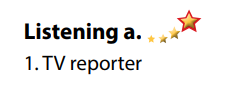 Listening a.
1. TV reporter